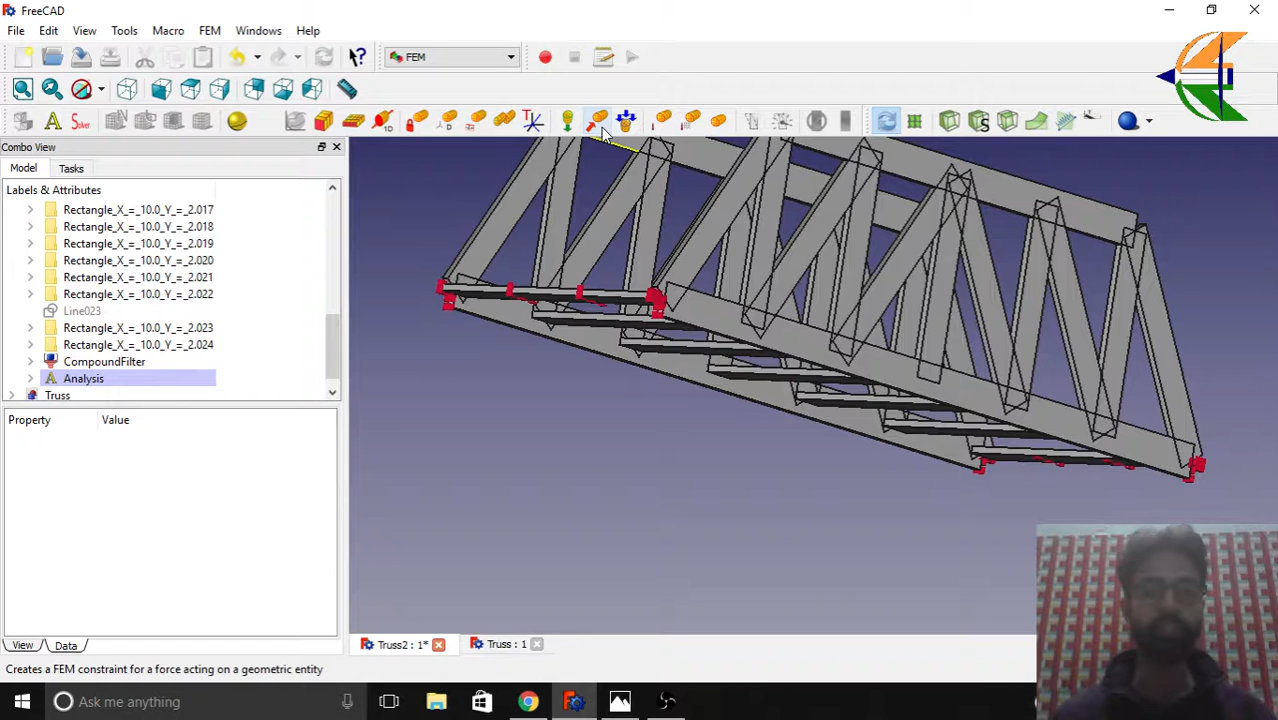 FreeCAD
File Edit View Tools Macro FEM Windows Help
FEM
A Solver
Combo View
Model Tasks
Labels & Attributes
Rectangle_X_=_10.0_Y_=_2.017
Rectangle_X_=_10.0_Y_=_2.018
Rectangle_X_=_10.0_Y_=_2.019
Rectangle_X_=_10.0_Y_=_2.020
Rectangle_X_=_10.0_Y_=_2.021
Rectangle_X_=_10.0_Y_=_2.022
Line023
Rectangle_X_=_10.0_Y_=_2.023
Rectangle_X_=_10.0_Y_=_2.024
CompoundFilter
A Analysis
Truss
Property Value
View Data
Truss2 : 1* Truss : 1
Creates a FEM constraint for a force acting on a geometric entity
Ask me anything